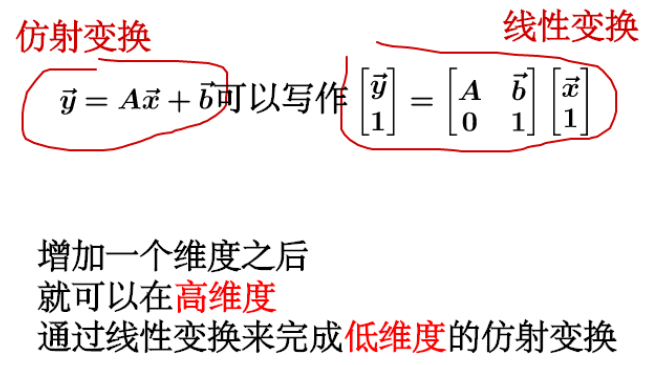 仿射变换
线性变换
$\vec{y} = A\vec{x} + \vec{b}$可以写作$\begin{bmatrix} \vec{y} \\ 1 \end{bmatrix} = \begin{bmatrix} A & \vec{b} \\ 0 & 1 \end{bmatrix} \begin{bmatrix} \vec{x} \\ 1 \end{bmatrix}$
增加一个维度之后
就可以在高维度
通过线性变换来完成低维度的仿射变换